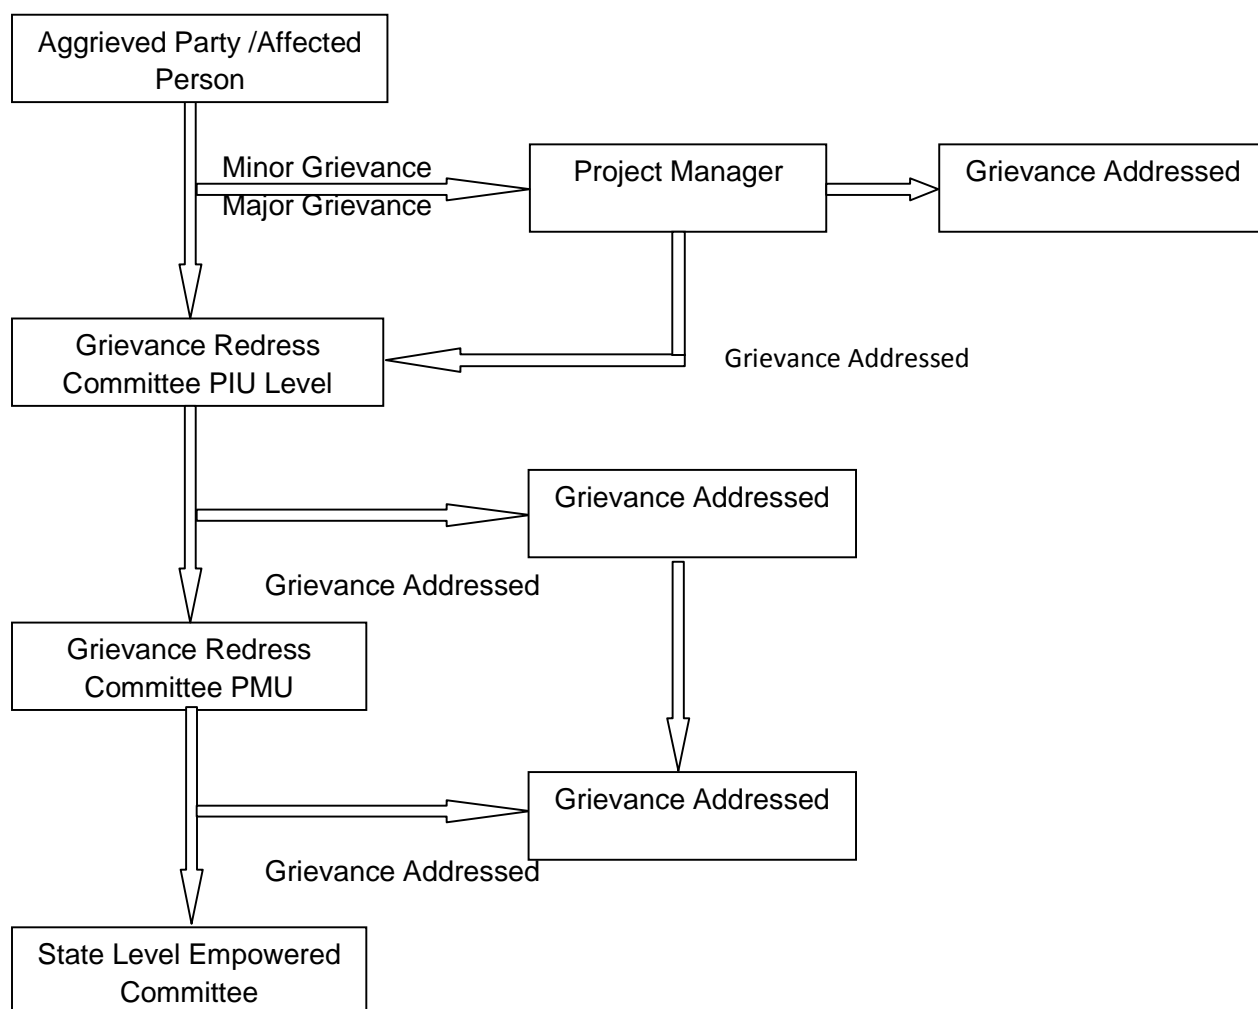 Aggrieved Party /Affected
Person
Minor Grievance
Major Grievance
Project Manager
Grievance Addressed
Grievance Redress
Committee PIU Level
Grievance Addressed
Grievance Addressed
Grievance Addressed
Grievance Redress
Committee PMU
Grievance Addressed
Grievance Addressed
State Level Empowered
Committee